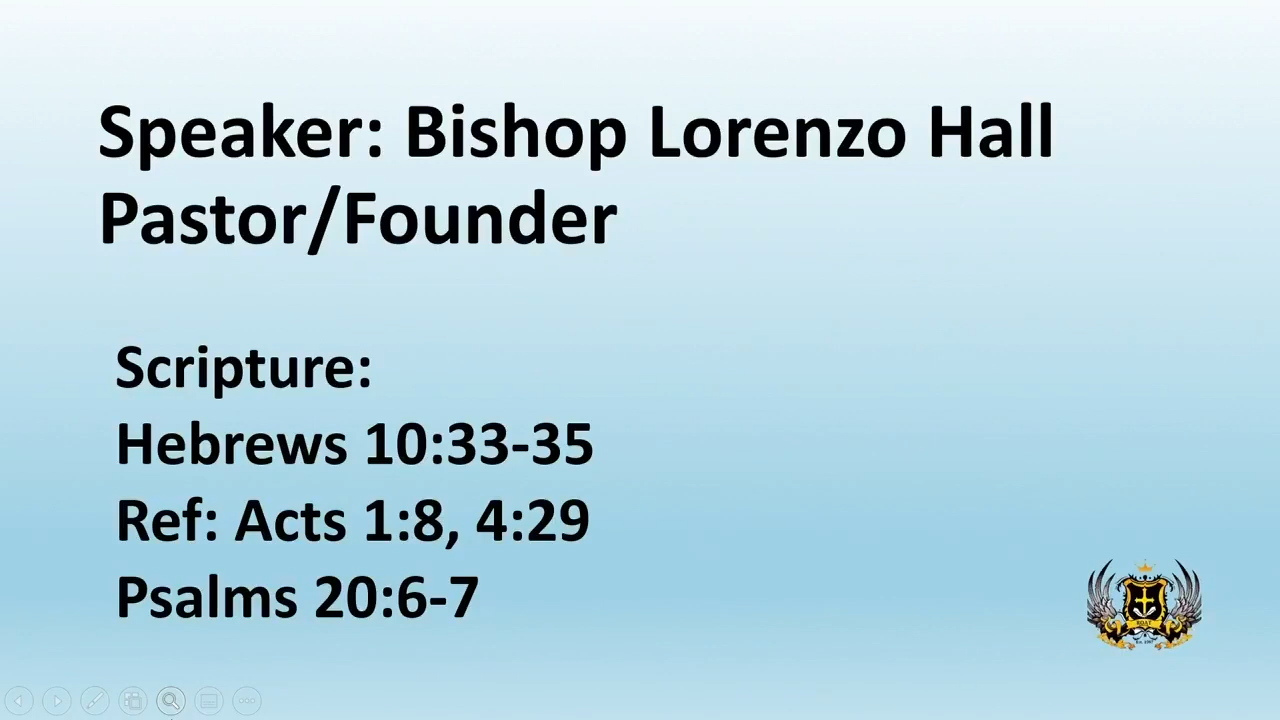 Speaker: Bishop Lorenzo Hall
Pastor/Founder
Scripture:
Hebrews 10:33-35
Ref: Acts 1:8, 4:29
Psalms 20:6-7